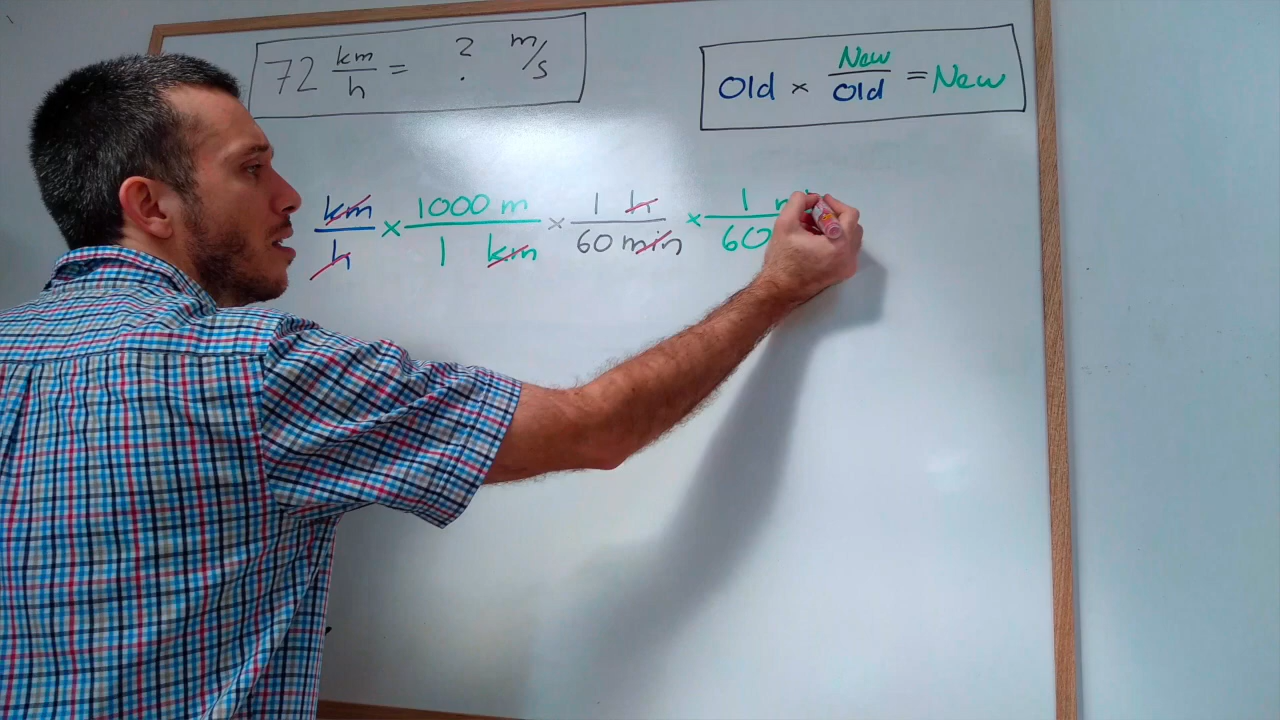 72 km/h = ? m/s
Old × New/Old = New
km/h × 1000 m/1 km × 1 h/60 min × 1/60